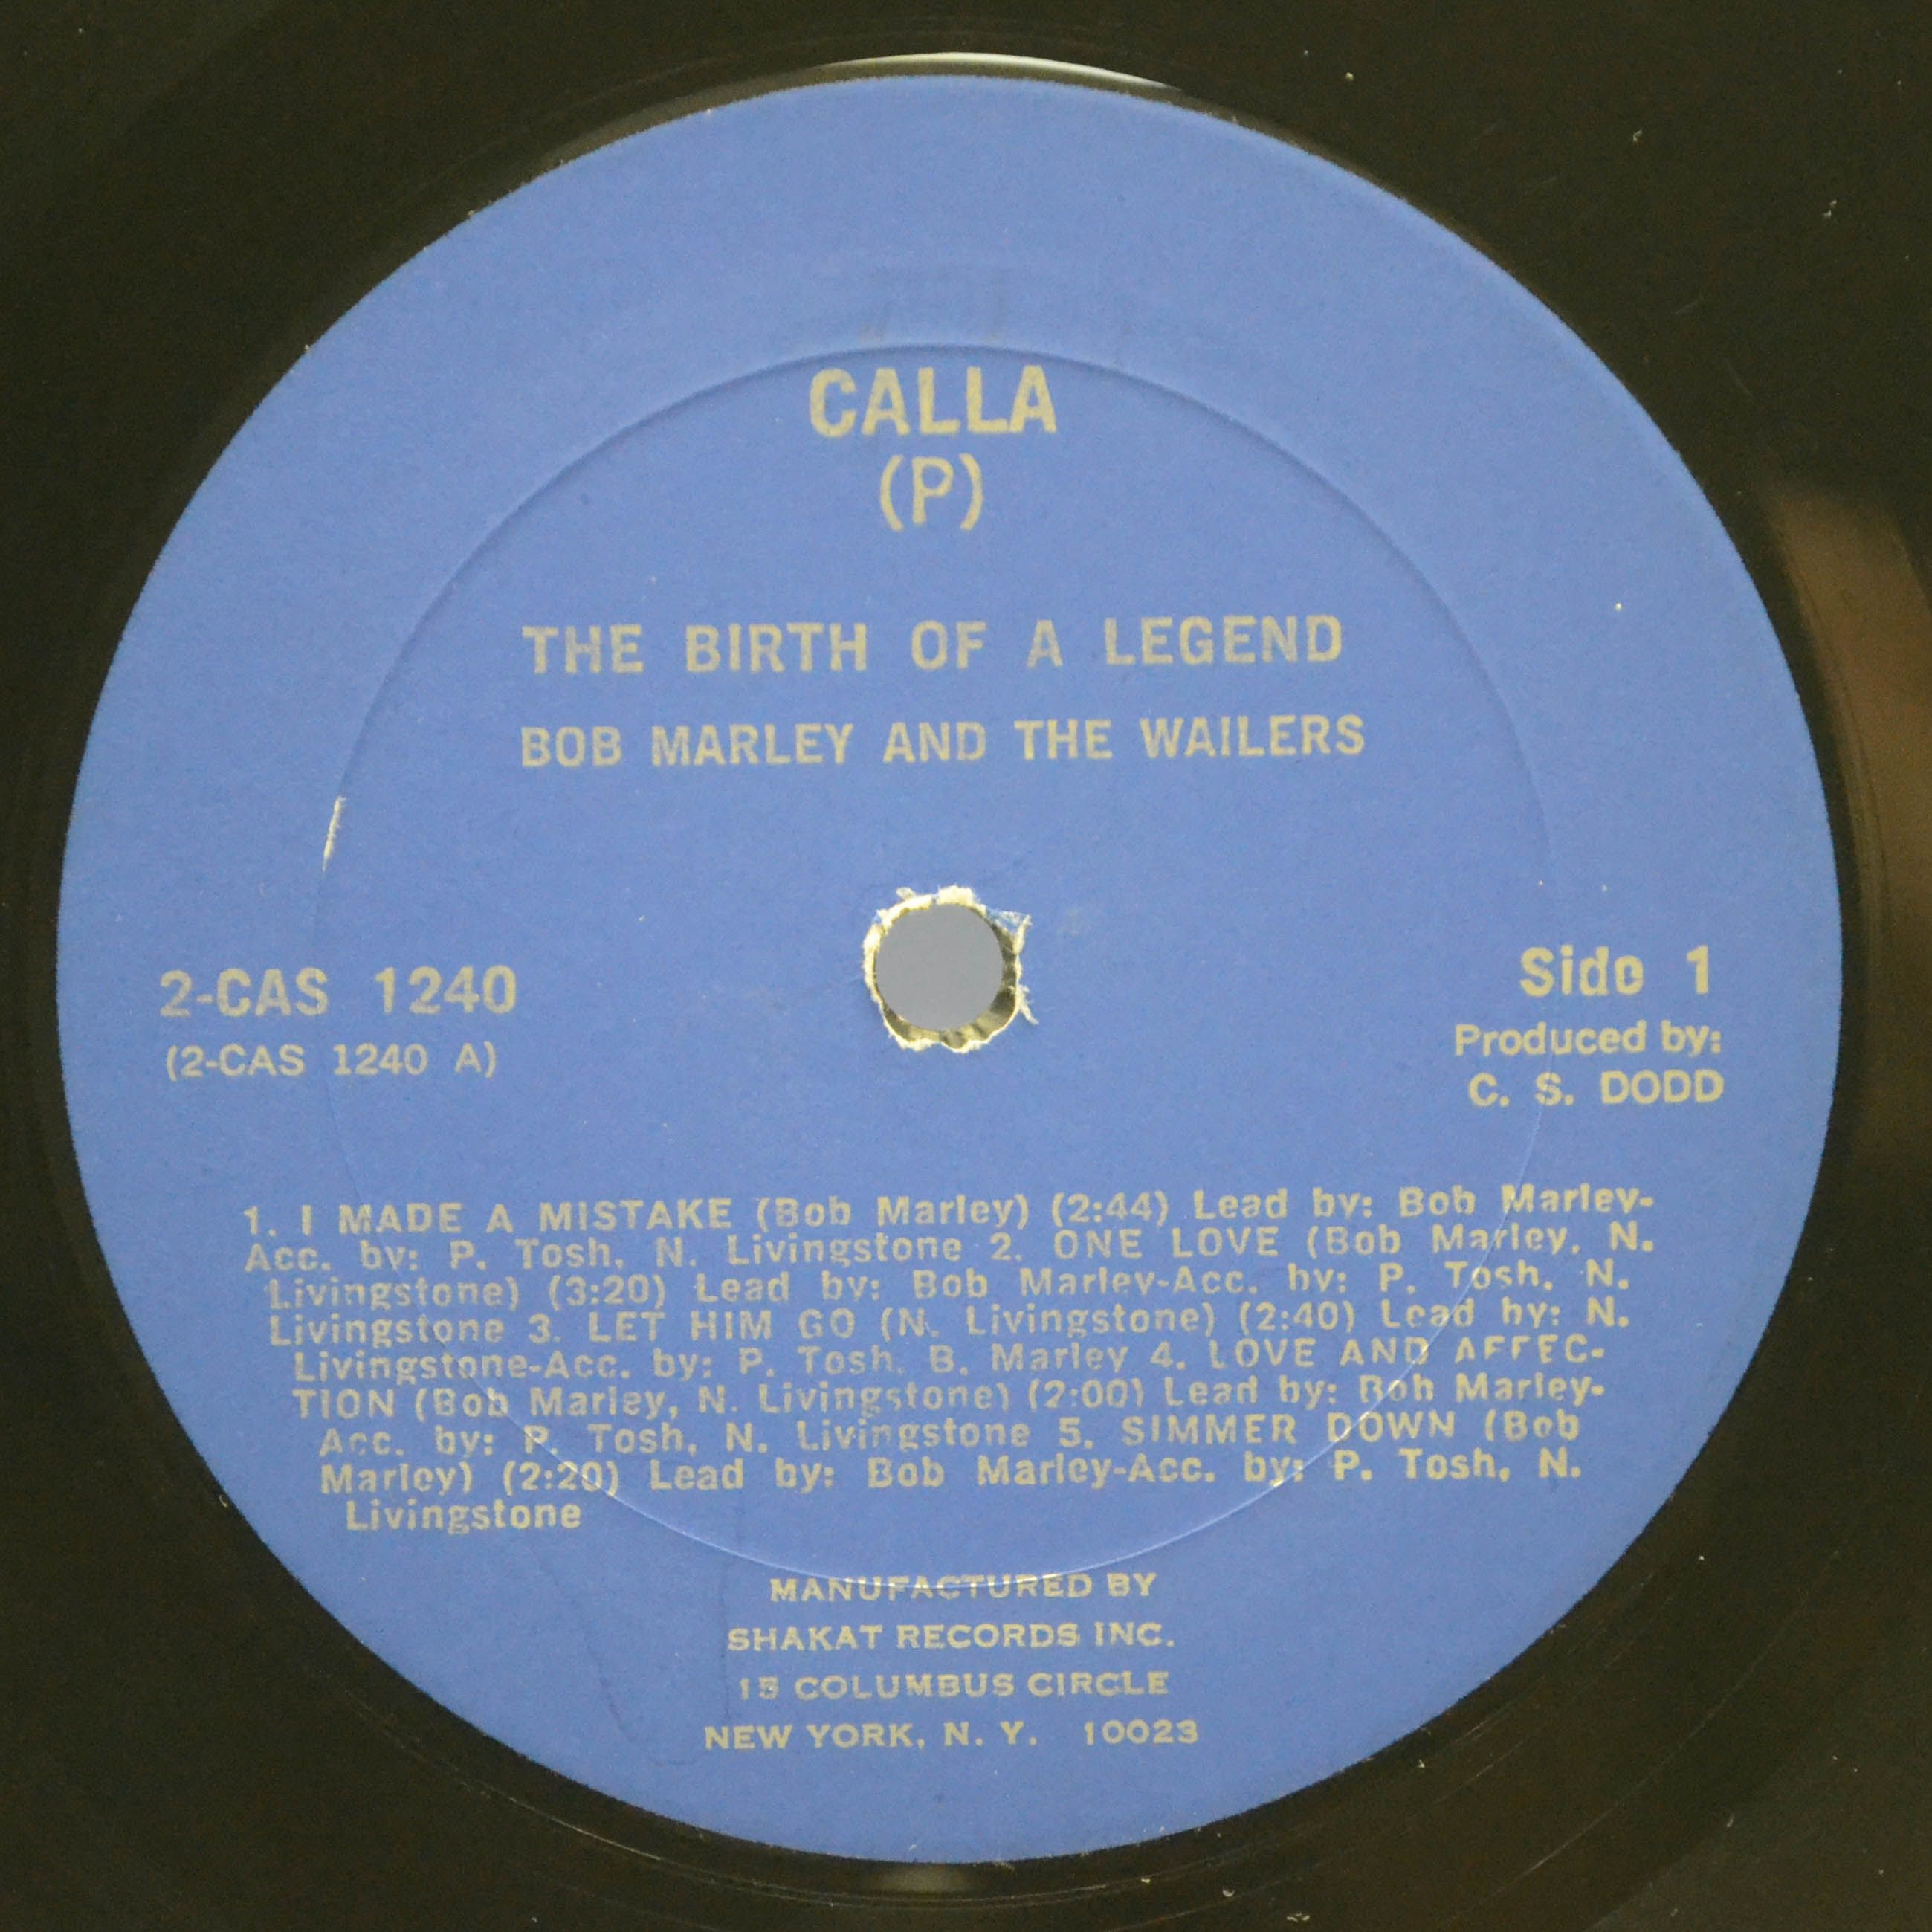 CALLA
(P)
THE BIRTH OF A LEGEND
BOB MARLEY AND THE WAILERS
2-CAS 1240
(2-CAS 1240 A)
Side 1
Produced by:
C. S. DODD
1. I MADE A MISTAKE (Bob Marley) (2:44) Lead by: Bob Marley-
Acc. by: P. Tosh, N. Livingstone 2. ONE LOVE (Bob Marley, N.
Livingstone) (3:20) Lead by: Bob Marley-Acc. by: P. Tosh, N.
Livingstone 3. LET HIM GO (N. Livingstone) (2:40) Lead by: N.
Livingstone-Acc. by: P. Tosh, B. Marley 4. LOVE AND AFFEC-
TION (Bob Marley, N. Livingstone) (2:00) Lead by: Bob Marley-
Acc. by: P. Tosh, N. Livingstone 5. SIMMER DOWN (Bob
Marley) (2:20) Lead by: Bob Marley-Acc. by: P. Tosh, N.
Livingstone
MANUFACTURED BY
SHAKAT RECORDS INC.
15 COLUMBUS CIRCLE
NEW YORK, N. Y. 10023